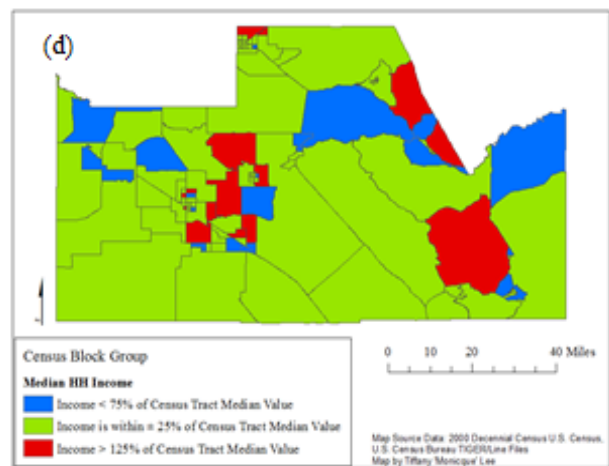 (d)
Census Block Group
Median HH Income
Income < 75% of Census Tract Median Value
Income is within ± 25% of Census Tract Median Value
Income > 125% of Census Tract Median Value
0 10 20 40 Miles
Map Source Data: 2000 Decennial Census U.S. Census,
U.S. Census Bureau TIGER/Line Files
Map by Tiffany 'Monicque' Lee